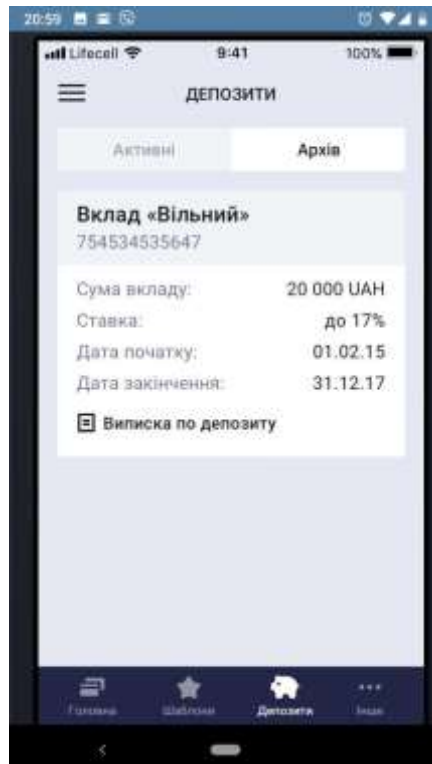 20:59
Lifecell 9:41 100%
ДЕПОЗИТИ
Активні Архів
Вклад «Вільний»
754534535647
Сума вкладу: 20 000 UAH
Ставка: до 17%
Дата початку: 01.02.15
Дата закінчення: 31.12.17
Виписка по депозиту
Головна Шаблони Депозити Інше